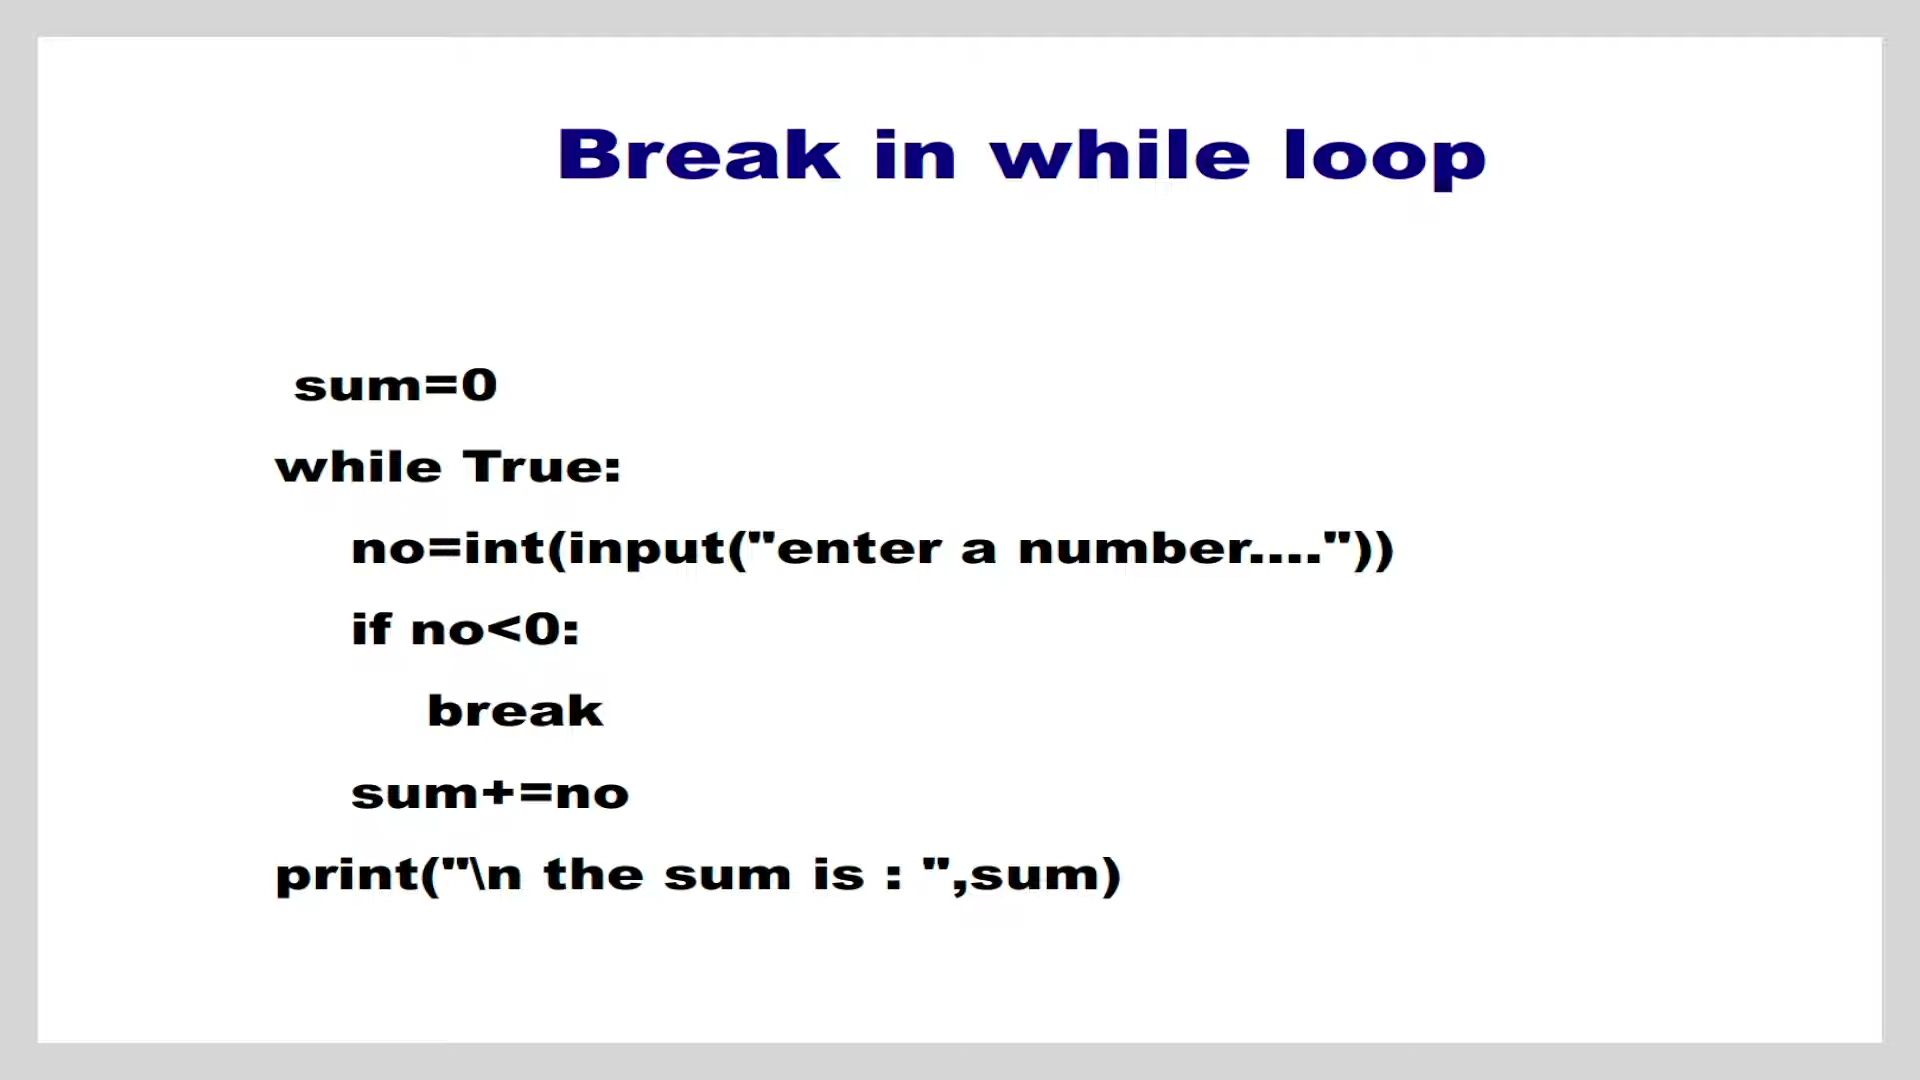 Break in while loop
sum=0
while True:
no=int(input("enter a number...."))
if no<0:
break
sum+=no
print("\n the sum is : ",sum)